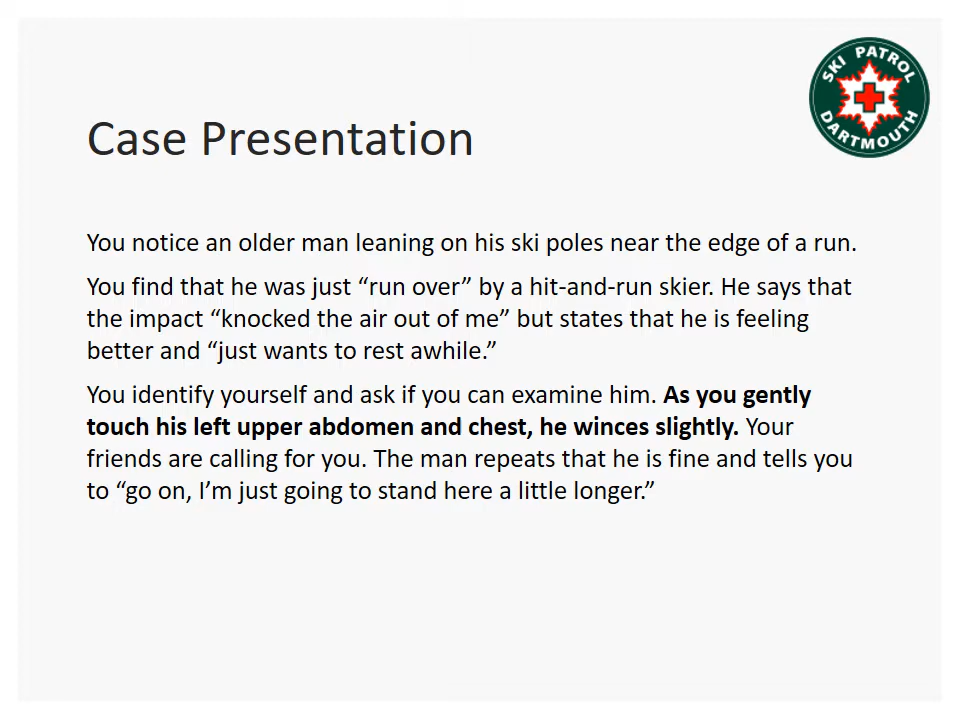 SKI PATROL
DARTMOUTH
Case Presentation
You notice an older man leaning on his ski poles near the edge of a run.
You find that he was just “run over” by a hit-and-run skier. He says that
the impact “knocked the air out of me” but states that he is feeling
better and “just wants to rest awhile.”
You identify yourself and ask if you can examine him. As you gently
touch his left upper abdomen and chest, he winces slightly. Your
friends are calling for you. The man repeats that he is fine and tells you
to “go on, I’m just going to stand here a little longer.”